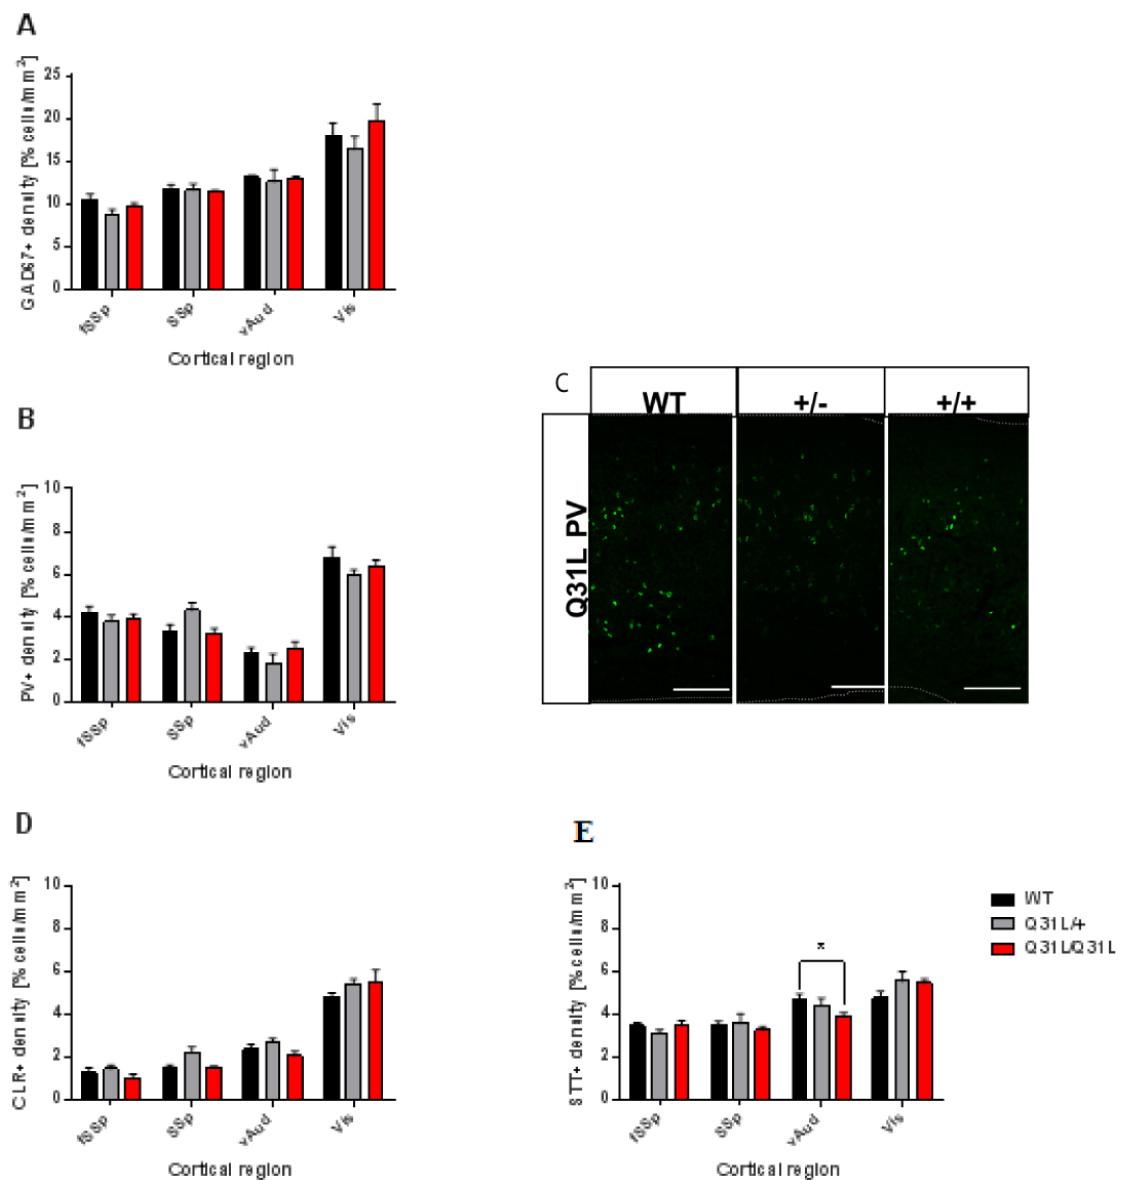 A
GAD67+ density [% cells/mm²]
25
20
15
10
5
0
fSSp
SSp
vAud
Vis
Cortical region
B
PV+ density [% cells/mm²]
10
8
6
4
2
0
fSSp
SSp
vAud
Vis
Cortical region
C
WT
+/-
+/+
Q31L PV
D
CLR+ density [% cells/mm²]
10
8
6
4
2
0
fSSp
SSp
vAud
Vis
Cortical region
E
STT+ density [% cells/mm²]
10
8
6
4
2
0
*
fSSp
SSp
vAud
Vis
Cortical region
WT
Q31L/+
Q31L/Q31L